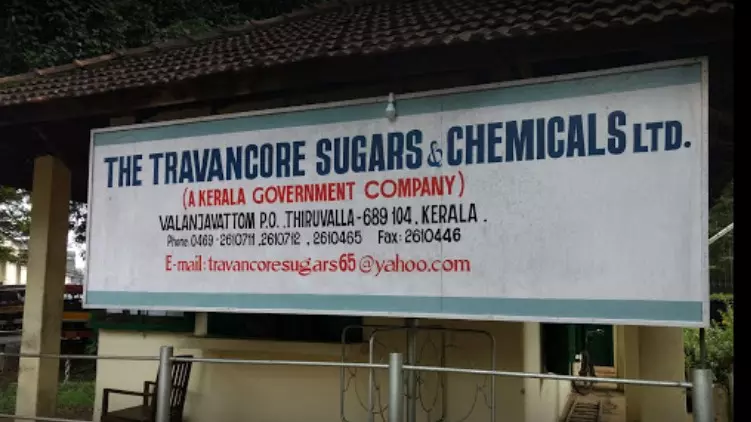 THE TRAVANCORE SUGARS & CHEMICALS LTD.
(A KERALA GOVERNMENT COMPANY)
VALANJAVATTOM P.O., THIRUVALLA-689 104, KERALA.
Phone: 0469-2610711, 2610712, 2610465 Fax: 2610446
E-mail: travancoresugars65@yahoo.com